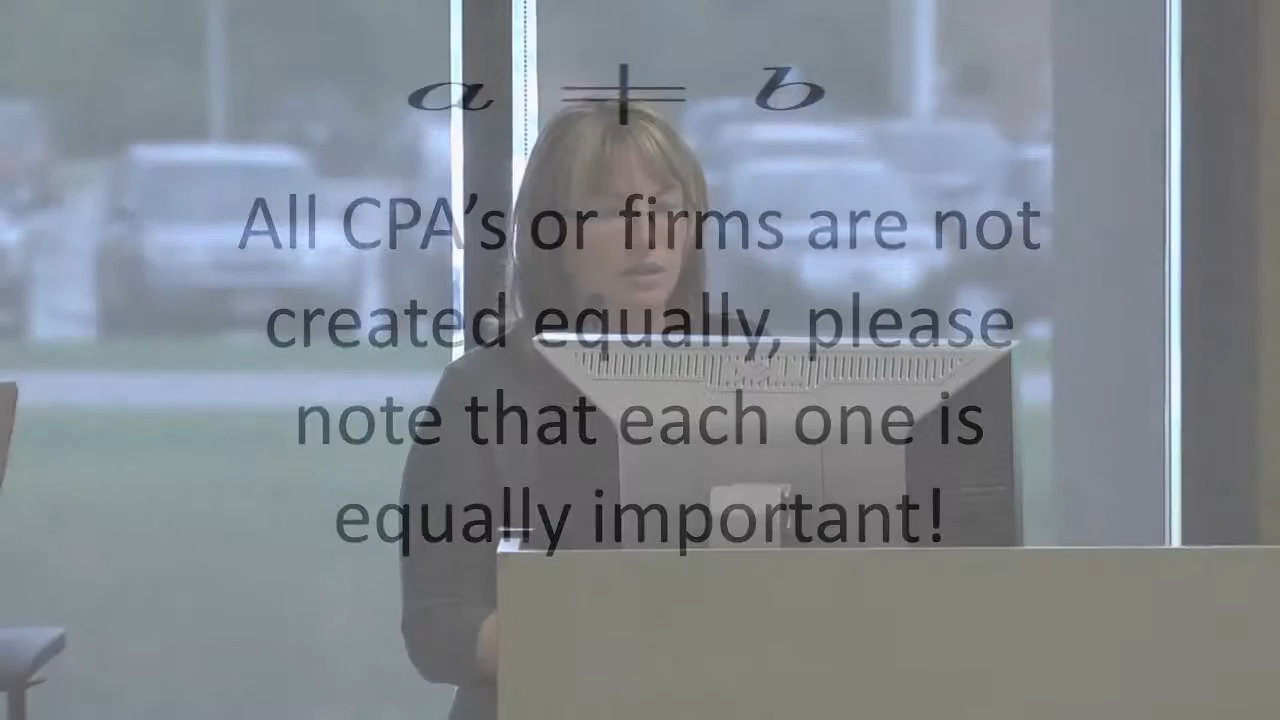 a ≠ b
All CPA’s or firms are not
created equally, please
note that each one is
equally important!